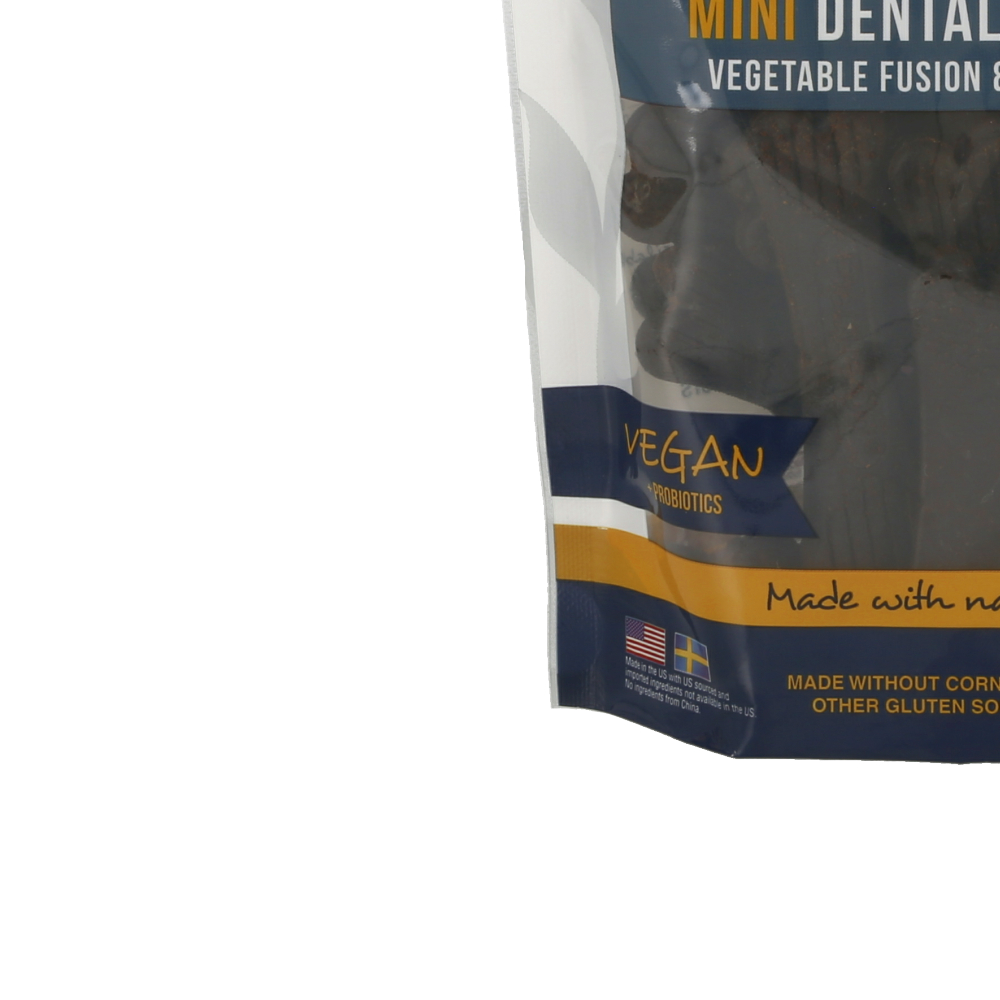 MINI DENTAL
VEGETABLE FUSION &
VEGAN
+PROBIOTICS
Made with na
Made in the US with US sources and
imported ingredients not available in the US.
No ingredients from China.
MADE WITHOUT CORN
OTHER GLUTEN SO